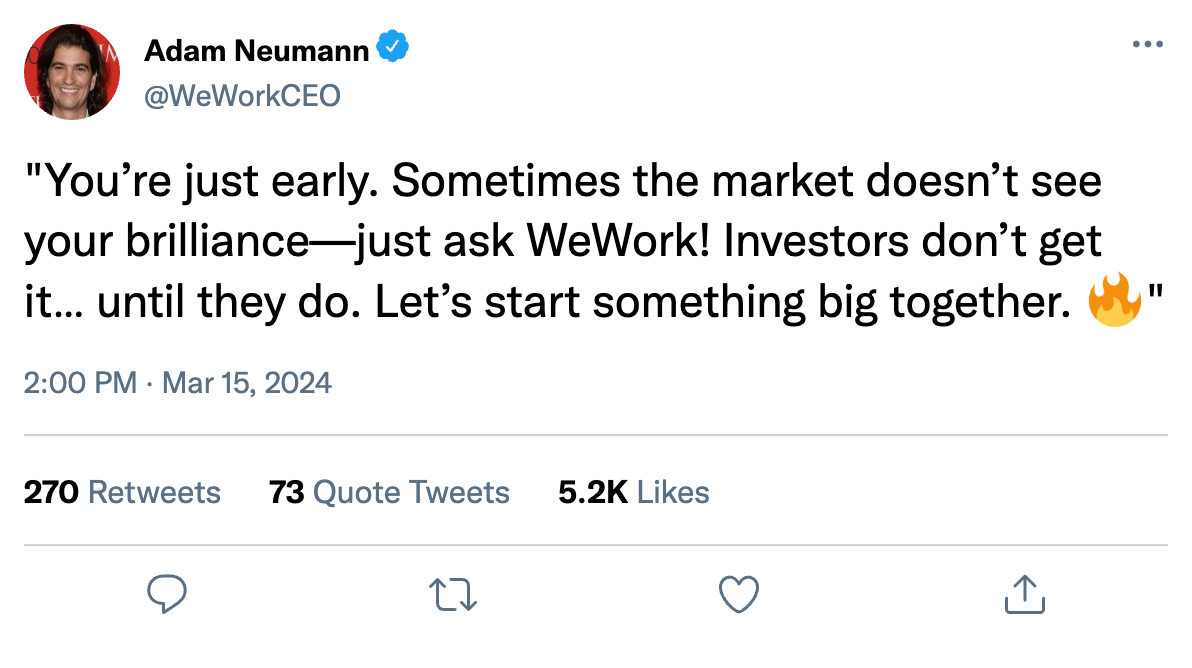 Adam Neumann
@WeWorkCEO
"You’re just early. Sometimes the market doesn’t see
your brilliance—just ask WeWork! Investors don’t get
it… until they do. Let’s start something big together. 🔥"
2:00 PM · Mar 15, 2024
270 Retweets 73 Quote Tweets 5.2K Likes